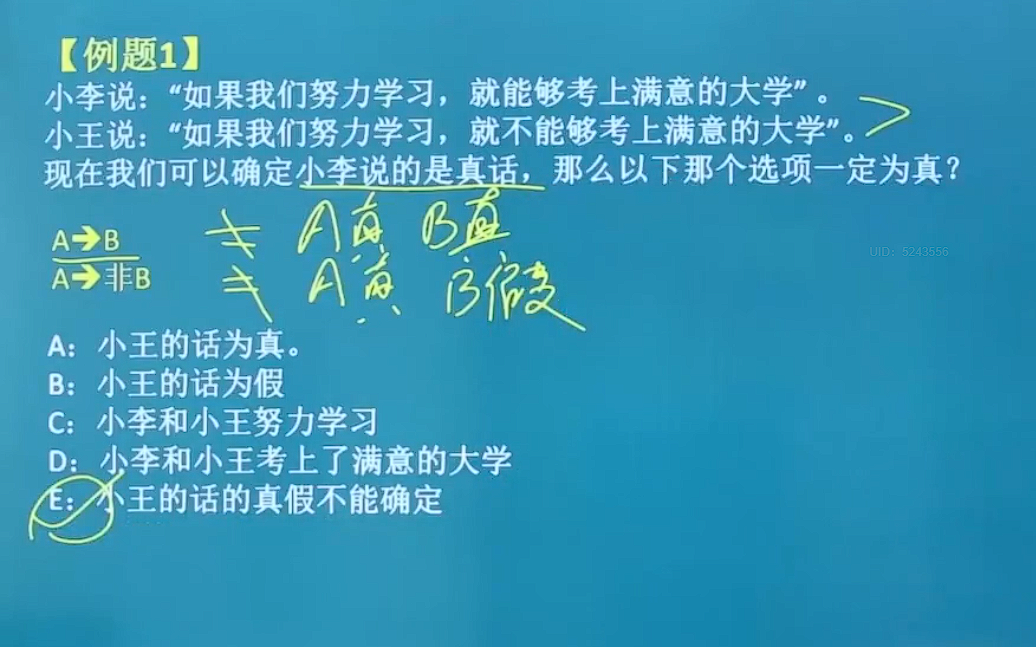 【例题1】
小李说：“如果我们努力学习，就能够考上满意的大学” 。
小王说：“如果我们努力学习，就不能够考上满意的大学”。
现在我们可以确定小李说的是真话，那么以下那个选项一定为真？
A➔B A真 B真
UID：5243556
A➔非B A真 B假
A：小王的话为真。
B：小王的话为假
C：小李和小王努力学习
D：小李和小王考上了满意的大学
E：小王的话的真假不能确定